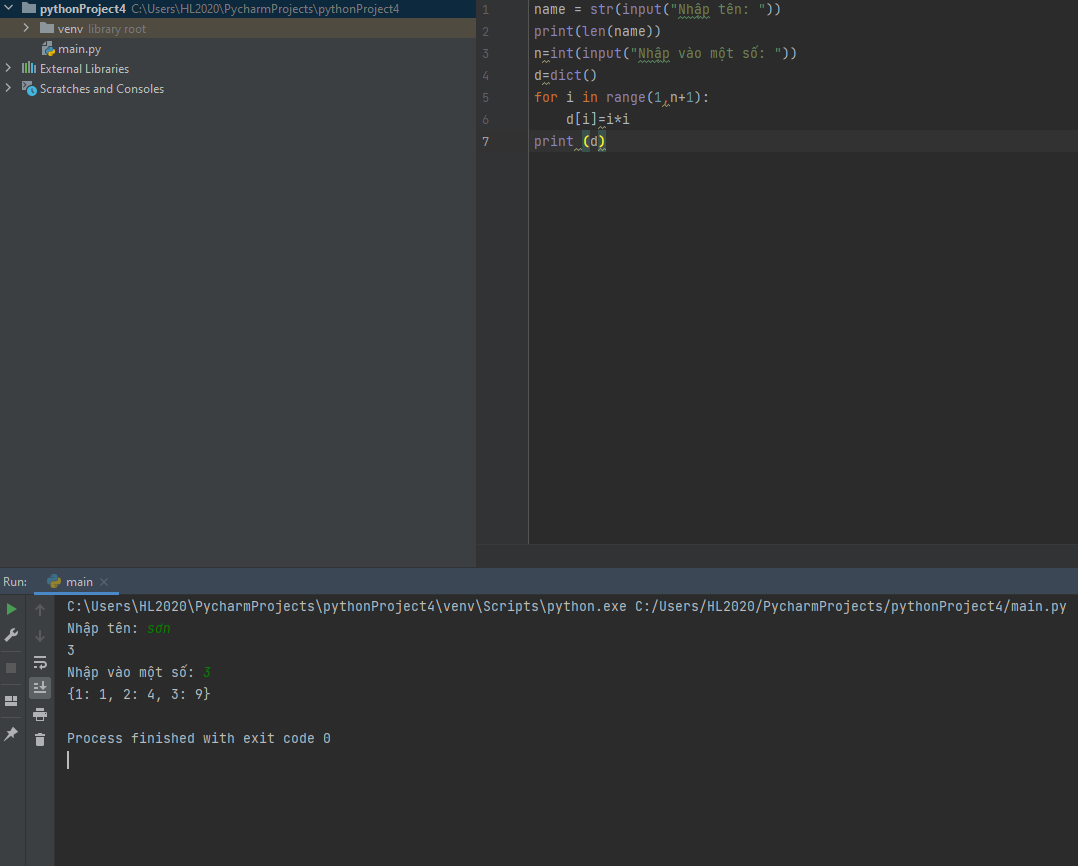 pythonProject4 C:\Users\HL2020\PycharmProjects\pythonProject4
venv library root
main.py
External Libraries
Scratches and Consoles
1 name = str(input("Nhập tên: "))
2 print(len(name))
3 n=int(input("Nhập vào một số: "))
4 d=dict()
5 for i in range(1,n+1):
6     d[i]=i*i
7 print (d)
Run: main
C:\Users\HL2020\PycharmProjects\pythonProject4\venv\Scripts\python.exe C:/Users/HL2020/PycharmProjects/pythonProject4/main.py
Nhập tên: sơn
3
Nhập vào một số: 3
{1: 1, 2: 4, 3: 9}
Process finished with exit code 0